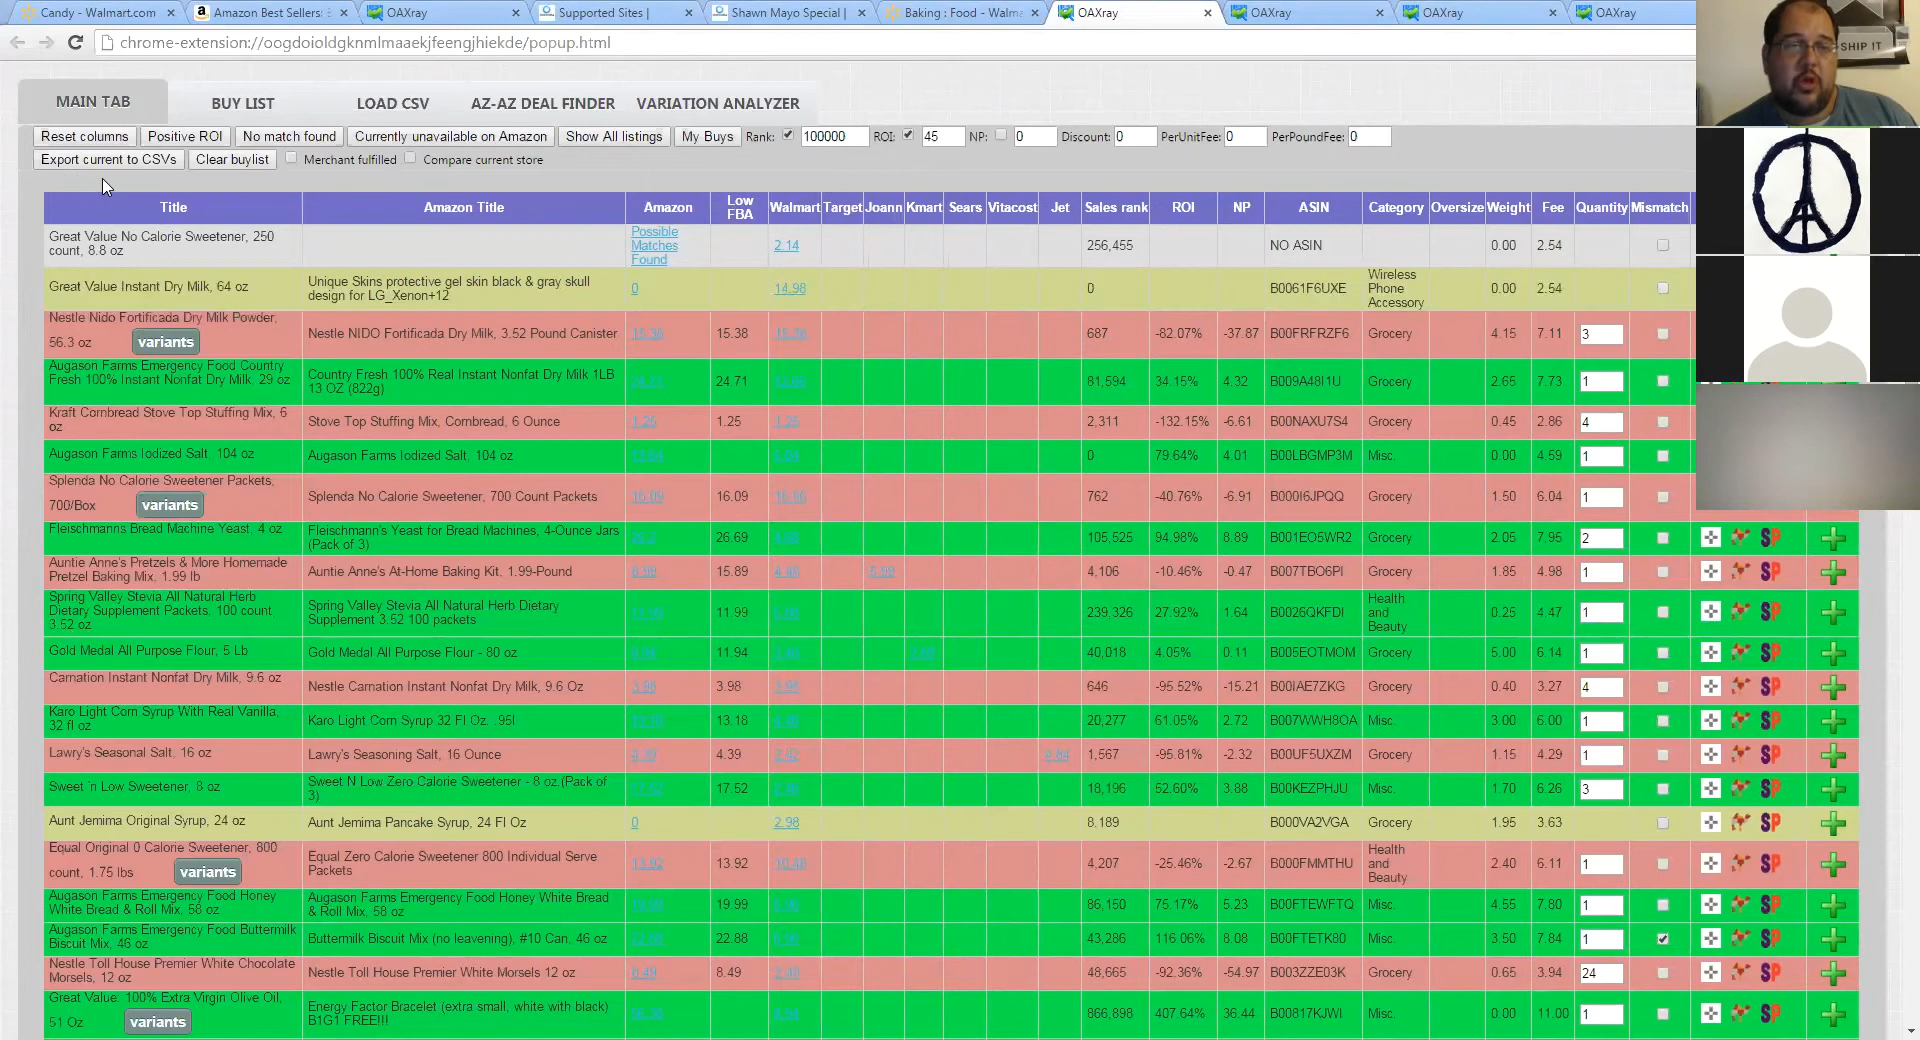 Candy - Walmart.com
Amazon Best Sellers:
OAXray
Supported Sites |
Shawn Mayo Special |
Baking : Food - Walma
OAXray
OAXray
OAXray
OAXray
chrome-extension://oogdoioldgknmlmaaekjfeengjhiekde/popup.html
SHIP IT
MAIN TAB
BUY LIST
LOAD CSV
AZ-AZ DEAL FINDER
VARIATION ANALYZER
Reset columns Positive ROI No match found Currently unavailable on Amazon Show All listings My Buys Rank: 100000 ROI: 45 NP: 0 Discount: 0 PerUnitFee: 0 PerPoundFee: 0
Export current to CSVs Clear buylist Merchant fulfilled Compare current store
Title Amazon Title Amazon Low FBA Walmart Target Joann Kmart Sears Vitacost Jet Sales rank ROI NP ASIN Category Oversize Weight Fee Quantity Mismatch
Great Value No Calorie Sweetener, 250 count, 8.8 oz Possible Matches Found 2.14 256,455 NO ASIN 0.00 2.54
Great Value Instant Dry Milk, 64 oz Unique Skins protective gel skin black & gray skull design for LG_Xenon+12 0 14.98 0 B0061F6UXE Wireless Phone Accessory 0.00 2.54
Nestle Nido Fortificada Dry Milk Powder, 56.3 oz variants Nestle NIDO Fortificada Dry Milk, 3.52 Pound Canister 15.38 15.38 687 -82.07% -37.87 B00FRFRZF6 Grocery 4.15 7.11 3
Augason Farms Emergency Food Country Fresh 100% Instant Nonfat Dry Milk, 29 oz Country Fresh 100% Real Instant Nonfat Dry Milk 1LB 13 OZ (822g) 24.71 81,594 34.15% 4.32 B009A48I1U Grocery 2.65 7.73 1
Kraft Cornbread Stove Top Stuffing Mix, 6 oz Stove Top Stuffing Mix, Cornbread, 6 Ounce 1.25 1.25 1.25 2,311 -132.15% -6.61 B00NAXU7S4 Grocery 0.45 2.86 4
Augason Farms Iodized Salt, 104 oz Augason Farms Iodized Salt, 104 oz 0 79.64% 4.01 B00LBGMP3M Misc. 0.00 4.59 1
Splenda No Calorie Sweetener Packets, 700/Box variants Splenda No Calorie Sweetener, 700 Count Packets 16.09 16.09 762 -40.76% -6.91 B000I6JPQQ Grocery 1.50 6.04 1
Fleischmanns Bread Machine Yeast, 4 oz Fleischmann's Yeast for Bread Machines, 4-Ounce Jars (Pack of 3) 26.69 105,525 94.98% 8.89 B001EO5WR2 Grocery 2.05 7.95 2 SP
Auntie Anne's Pretzels & More Homemade Pretzel Baking Mix, 1.99 lb Auntie Anne's At-Home Baking Kit, 1.99-Pound 15.89 5.99 4,106 -10.46% -0.47 B007TBO6PI Grocery 1.85 4.98 1 SP
Spring Valley Stevia All Natural Herb Dietary Supplement Packets, 100 count 3.52 oz Spring Valley Stevia All Natural Herb Dietary Supplement 3.52 100 packets 11.99 239,326 27.92% 1.64 B0026QKFDI Health and Beauty 0.25 4.47 1 SP
Gold Medal All Purpose Flour, 5 Lb Gold Medal All Purpose Flour - 80 oz 11.94 40,018 4.05% 0.11 B005EOTMOM Grocery 5.00 6.14 1 SP
Carnation Instant Nonfat Dry Milk, 9.6 oz Nestle Carnation Instant Nonfat Dry Milk, 9.6 Oz 3.98 3.98 3.98 646 -95.52% -15.21 B00IAE7ZKG Grocery 0.40 3.27 4 SP
Karo Light Corn Syrup With Real Vanilla, 32 fl oz Karo Light Corn Syrup 32 Fl Oz. .95l 13.18 20,277 61.05% 2.72 B007WWH8OA Misc. 3.00 6.00 1 SP
Lawry's Seasonal Salt, 16 oz Lawry's Seasoning Salt, 16 Ounce 4.39 1,567 -95.81% -2.32 B00UF5UXZM Grocery 1.15 4.29 1 SP
Sweet 'n Low Sweetener, 8 oz Sweet N Low Zero Calorie Sweetener - 8 oz.(Pack of 3) 17.52 18,196 52.60% 3.88 B00KEZPHJU Misc. 1.70 6.26 3 SP
Aunt Jemima Original Syrup, 24 oz Aunt Jemima Pancake Syrup, 24 Fl Oz 0 2.98 8,189 B000VA2VGA Grocery 1.95 3.63 SP
Equal Original 0 Calorie Sweetener, 800 count, 1.75 lbs variants Equal Zero Calorie Sweetener 800 Individual Serve Packets 13.92 13.92 10.48 4,207 -25.46% -2.67 B000FMMTHU Health and Beauty 2.40 6.11 1 SP
Augason Farms Emergency Food Honey White Bread & Roll Mix, 58 oz Augason Farms Emergency Food Honey White Bread & Roll Mix, 58 oz 19.99 86,150 75.17% 5.23 B00FTEWFTQ Misc. 4.55 7.80 1 SP
Augason Farms Emergency Food Buttermilk Biscuit Mix, 46 oz Buttermilk Biscuit Mix (no leavening), #10 Can, 46 oz 22.88 43,286 116.06% 8.08 B00FTETK80 Misc. 3.50 7.84 1 SP
Nestle Toll House Premier White Chocolate Morsels, 12 oz Nestle Toll House Premier White Morsels 12 oz 8.49 8.49 48,665 -92.36% -54.97 B003ZZE03K Grocery 0.65 3.94 24 SP
Great Value: 100% Extra Virgin Olive Oil, 51 Oz variants Energy Factor Bracelet (extra small, white with black) B1G1 FREE!!! 866,898 407.64% 36.44 B00817KJWI Misc. 0.00 11.00 1 SP